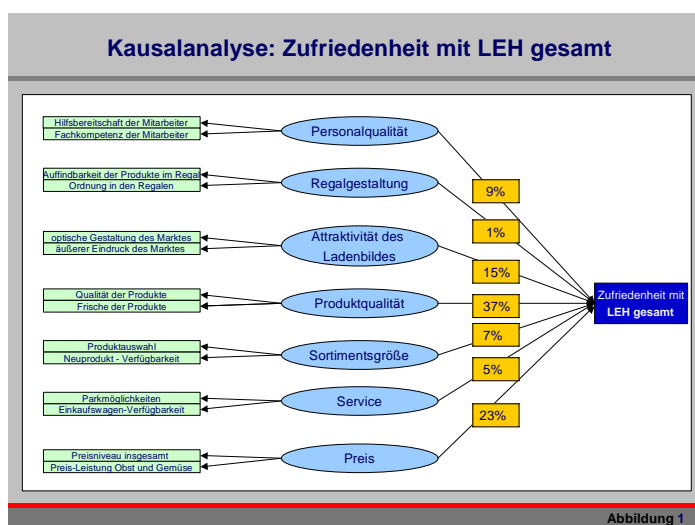 Kausalanalyse: Zufriedenheit mit LEH gesamt
Hilfsbereitschaft der Mitarbeiter
Fachkompetenz der Mitarbeiter
Personalqualität
9%
Auffindbarkeit der Produkte im Regal
Ordnung in den Regalen
Regalgestaltung
1%
optische Gestaltung des Marktes
äußerer Eindruck des Marktes
Attraktivität des
Ladenbildes
15%
Qualität der Produkte
Frische der Produkte
Produktqualität
37%
Zufriedenheit mit
LEH gesamt
Produktauswahl
Neuprodukt - Verfügbarkeit
Sortimentsgröße
7%
Parkmöglichkeiten
Einkaufswagen-Verfügbarkeit
Service
5%
Preisniveau insgesamt
Preis-Leistung Obst und Gemüse
Preis
23%
Abbildung 1